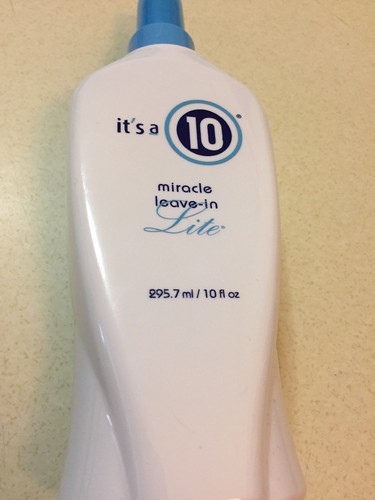 it's a 10®
miracle
leave-in
Lite®
295.7 ml / 10 fl oz